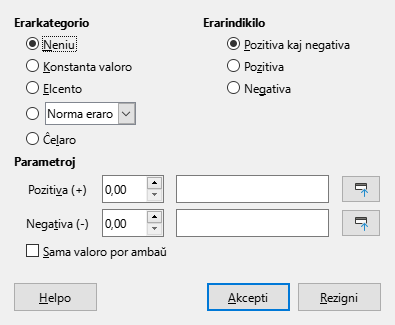 Erarkategorio
Neniu
Konstanta valoro
Elcento
Norma eraro
Ĉelaro
Erarindikilo
Pozitiva kaj negativa
Pozitiva
Negativa
Parametroj
Pozitiva (+) 0,00
Negativa (-) 0,00
Sama valoro por ambaŭ
Helpo Akcepti Rezigni